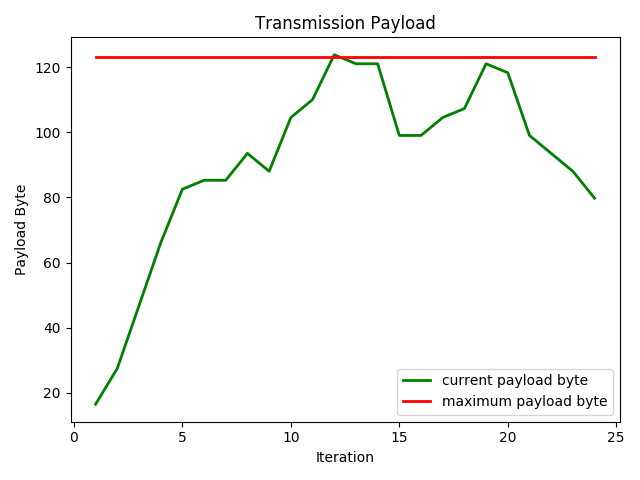 Transmission Payload
120
100
80
60
40
20
Payload Byte
0
5
10
15
20
25
Iteration
current payload byte
maximum payload byte